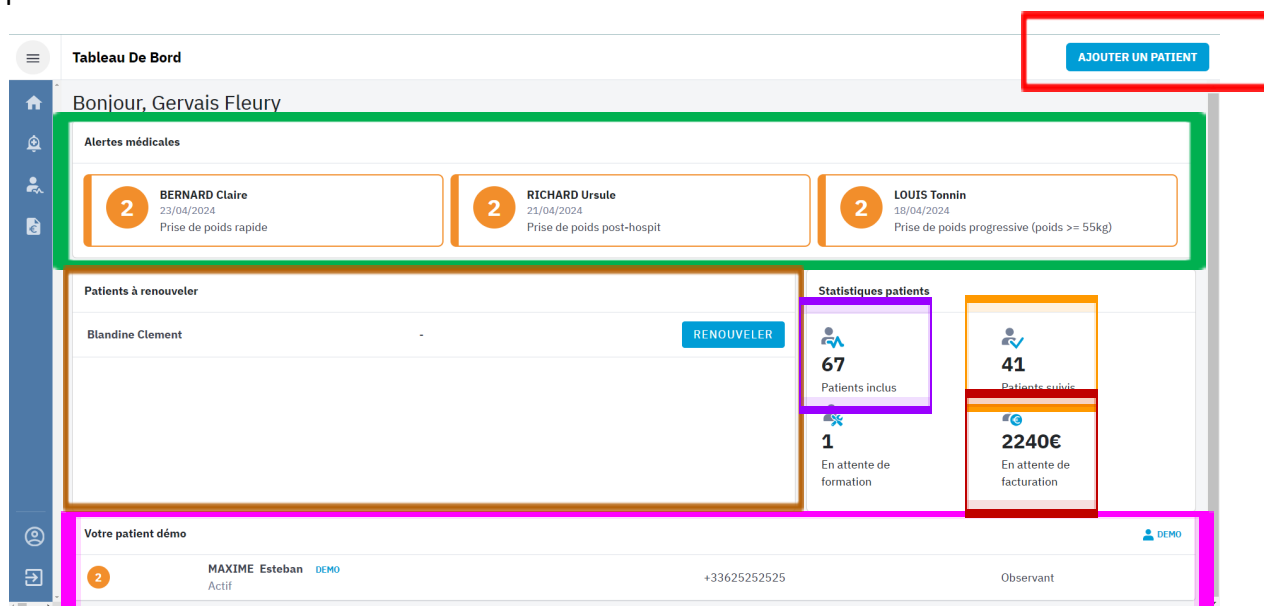 Tableau De Bord
AJOUTER UN PATIENT
Bonjour, Gervais Fleury
Alertes médicales
2
BERNARD Claire
23/04/2024
Prise de poids rapide
2
RICHARD Ursule
21/04/2024
Prise de poids post-hospit
2
LOUIS Tonnin
18/04/2024
Prise de poids progressive (poids >= 55kg)
Patients à renouveler
Blandine Clement
-
RENOUVELER
Statistiques patients
67
Patients inclus
41
Patients suivis
1
En attente de
formation
2240€
En attente de
facturation
Votre patient démo
DEMO
2
MAXIME Esteban DEMO
Actif
+33625252525
Observant